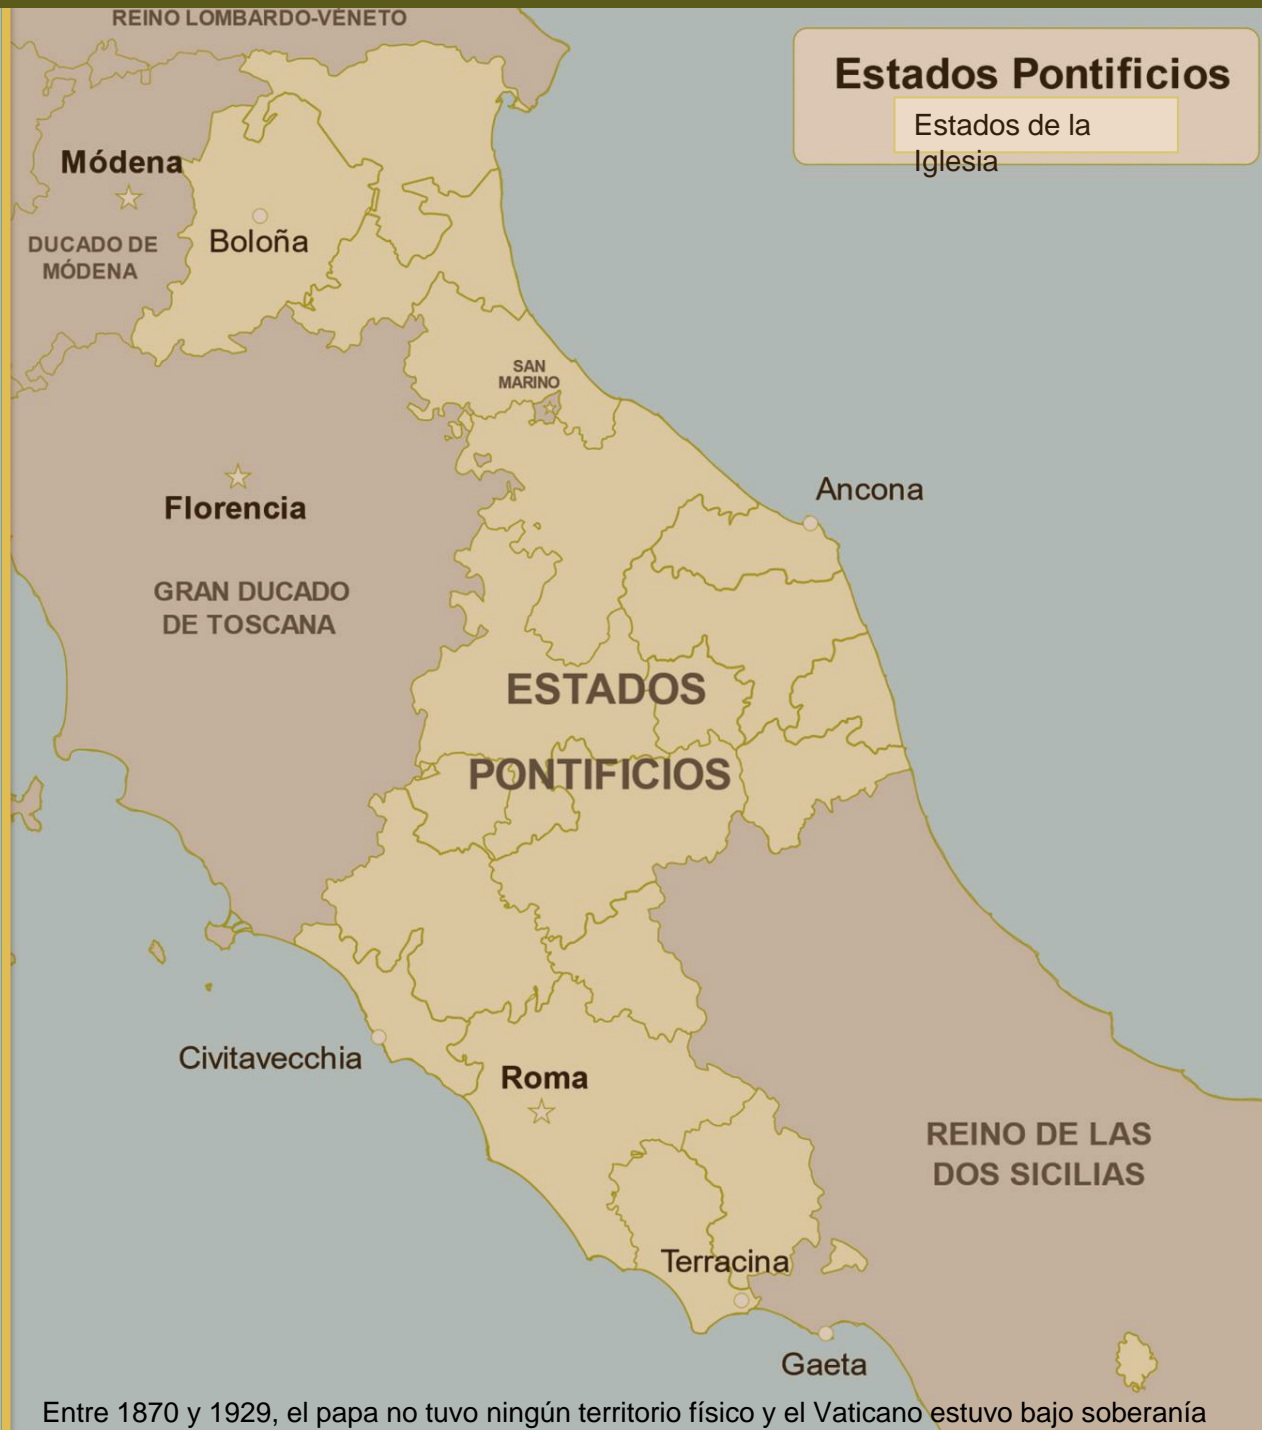 REINO LOMBARDO-VÉNETO
Estados Pontificios
Estados de la
Iglesia
Módena
DUCADO DE
MÓDENA
Boloña
SAN
MARINO
Florencia
Ancona
GRAN DUCADO
DE TOSCANA
ESTADOS
PONTIFICIOS
Civitavecchia
Roma
REINO DE LAS
DOS SICILIAS
Terracina
Gaeta
Entre 1870 y 1929, el papa no tuvo ningún territorio físico y el Vaticano estuvo bajo soberanía